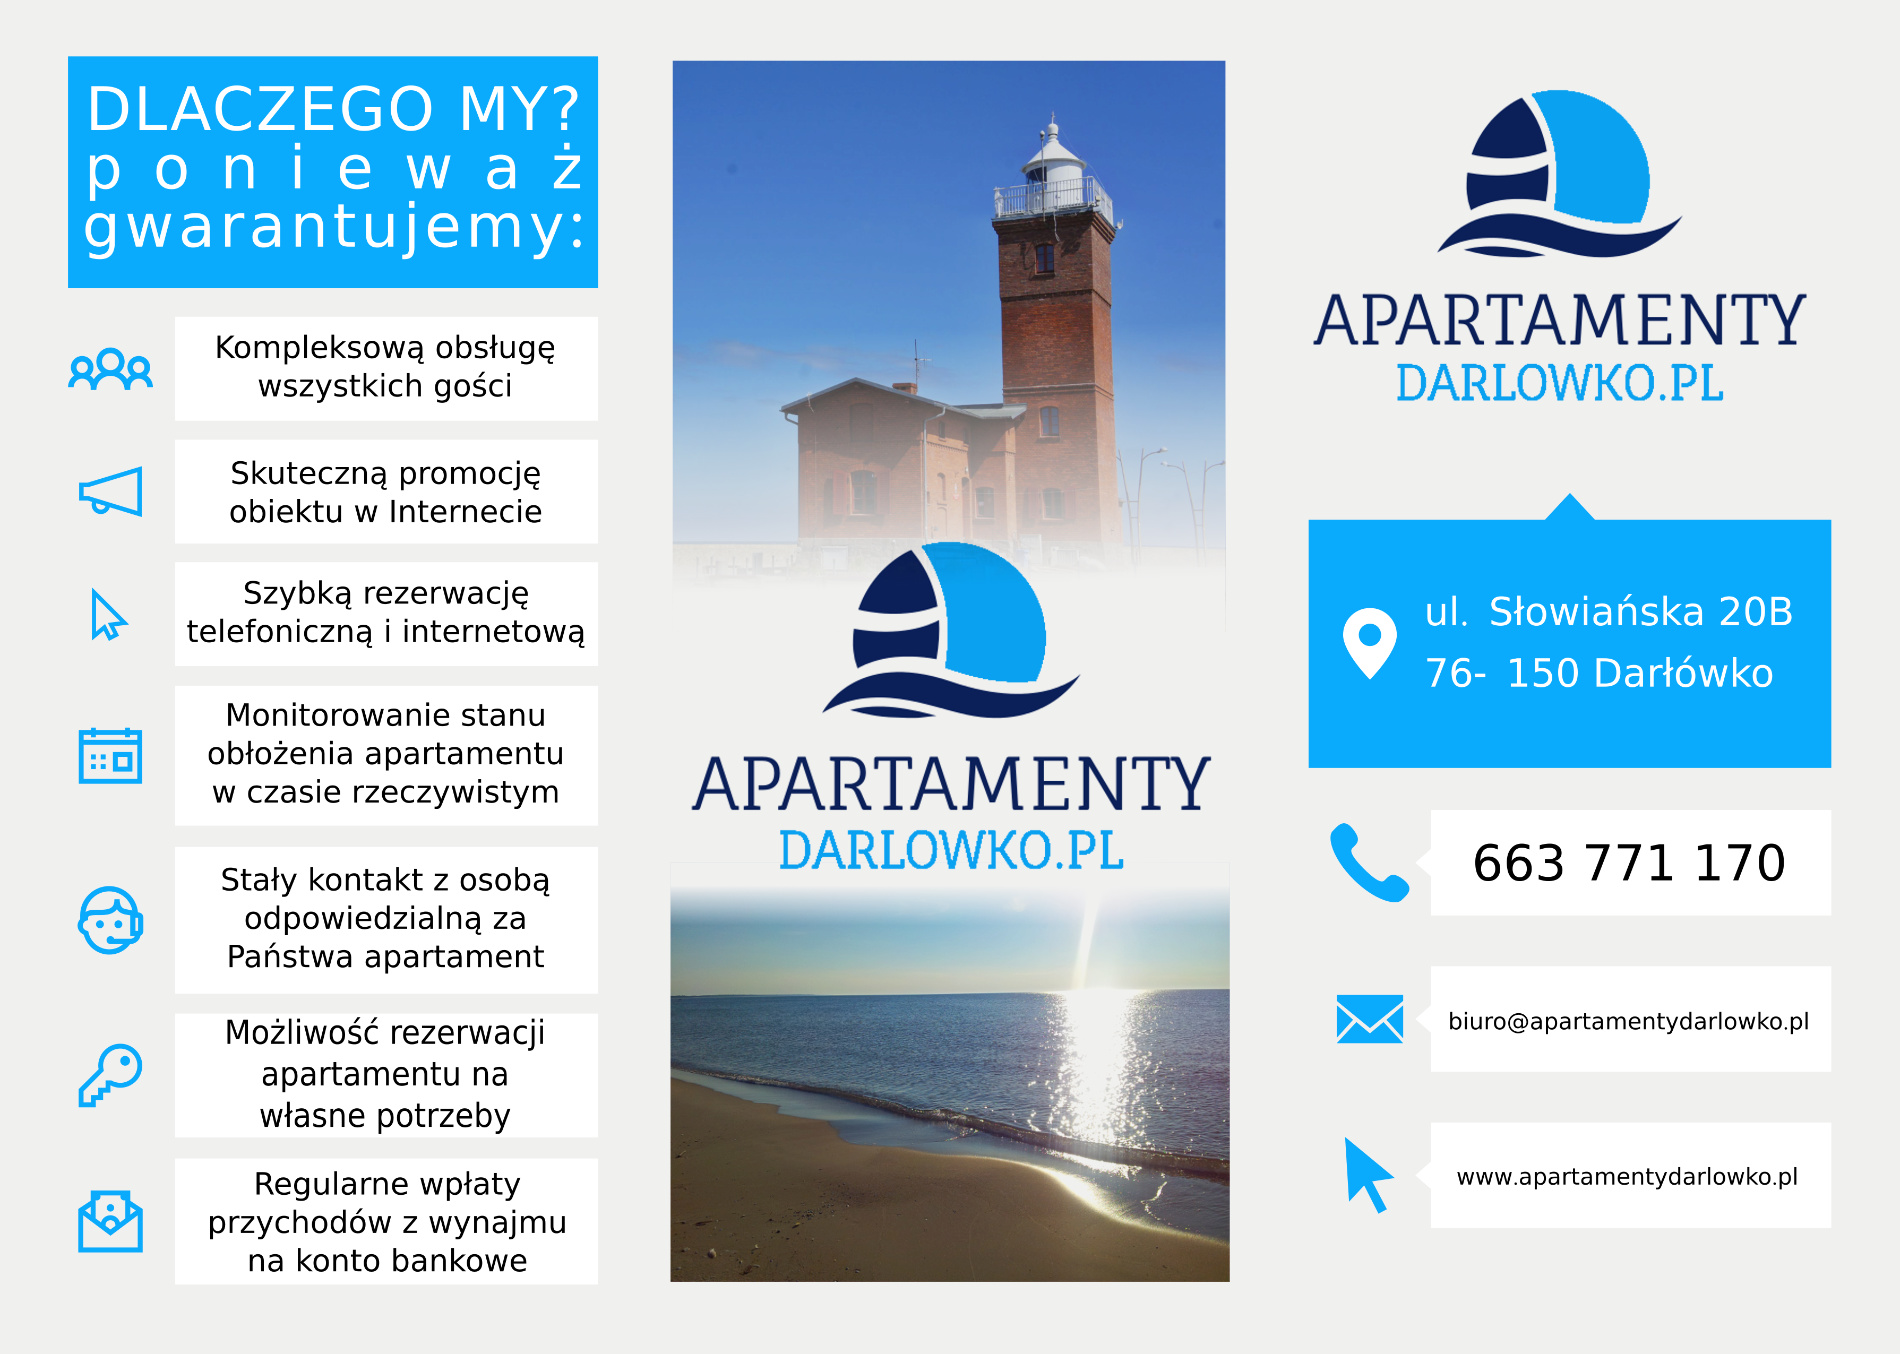 DLACZEGO MY?
ponieważ
gwarantujemy:
Kompleksową obsługę
wszystkich gości
Skuteczną promocję
obiektu w Internecie
Szybką rezerwację
telefoniczną i internetową
Monitorowanie stanu
obłożenia apartamentu
w czasie rzeczywistym
Stały kontakt z osobą
odpowiedzialną za
Państwa apartament
Możliwość rezerwacji
apartamentu na
własne potrzeby
Regularne wpłaty
przychodów z wynajmu
na konto bankowe
APARTAMENTY
DARLOWKO.PL
APARTAMENTY
DARLOWKO.PL
ul. Słowiańska 20B
76- 150 Darłówko
663 771 170
biuro@apartamentydarlowko.pl
www.apartamentydarlowko.pl